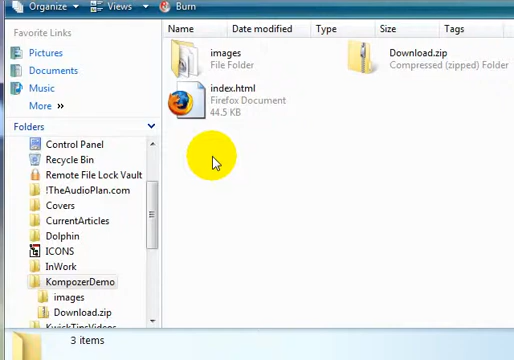 Organize Views Burn
Favorite Links
Pictures
Documents
Music
More »
Folders
Control Panel
Recycle Bin
Remote File Lock Vault
!TheAudioPlan.com
Covers
CurrentArticles
Dolphin
ICONS
InWork
KompozerDemo
images
Download.zip
KwickTipsVideos
Name Date modified Type Size Tags
images
File Folder
Download.zip
Compressed (zipped) Folder
index.html
Firefox Document
44.5 KB
3 items